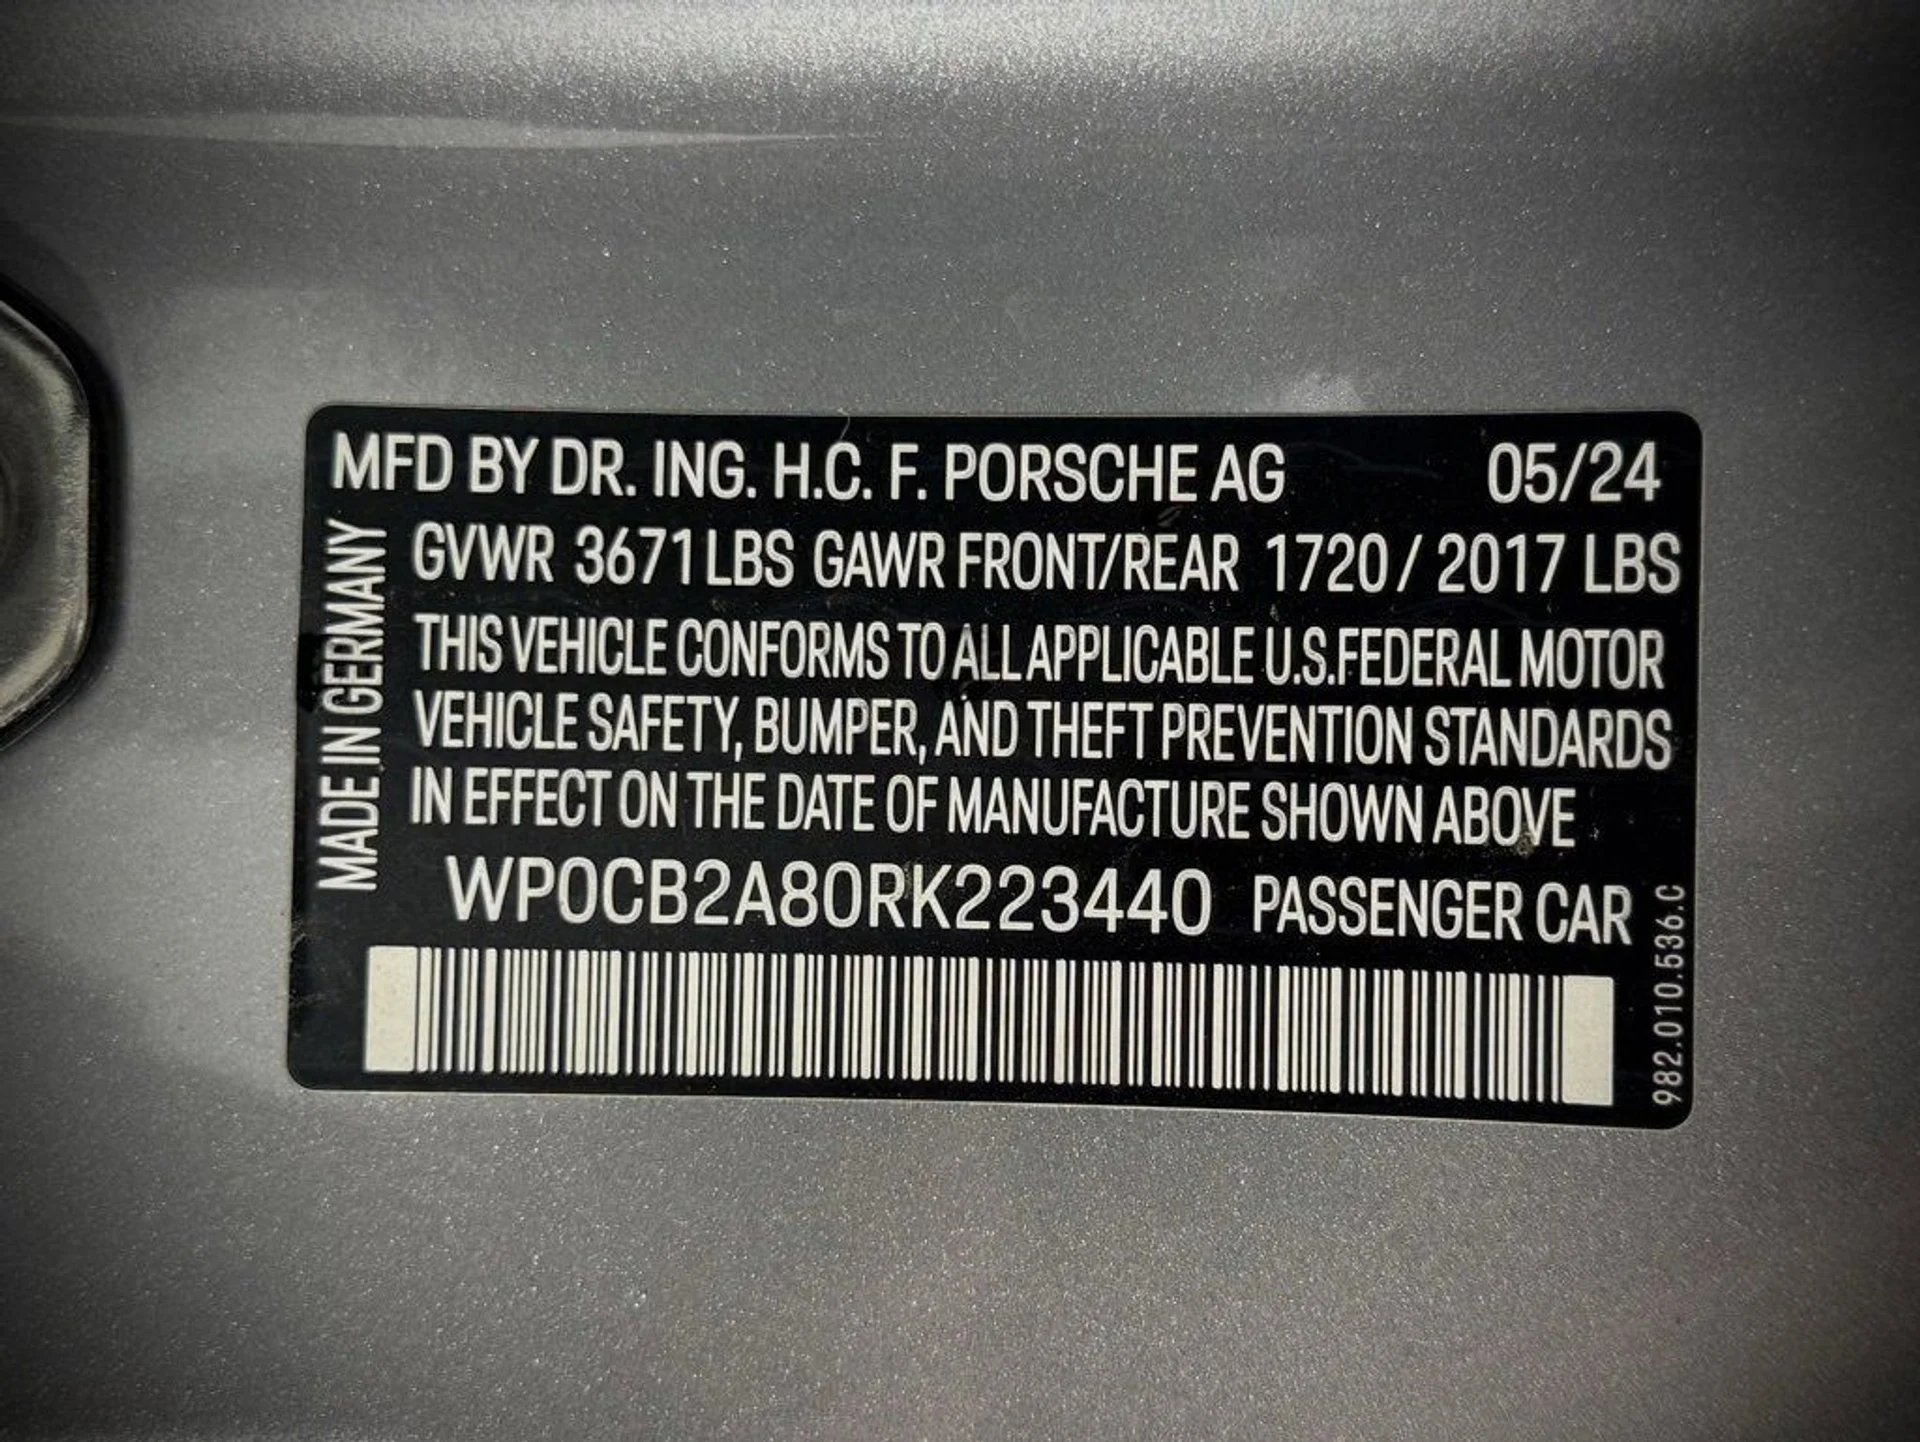 MFD BY DR. ING. H.C. F. PORSCHE AG 05/24
MADE IN GERMANY
GVWR 3671 LBS GAWR FRONT/REAR 1720 / 2017 LBS
THIS VEHICLE CONFORMS TO ALL APPLICABLE U.S.FEDERAL MOTOR
VEHICLE SAFETY, BUMPER, AND THEFT PREVENTION STANDARDS
IN EFFECT ON THE DATE OF MANUFACTURE SHOWN ABOVE
WP0CB2A80RK223440 PASSENGER CAR
982.010.536.C